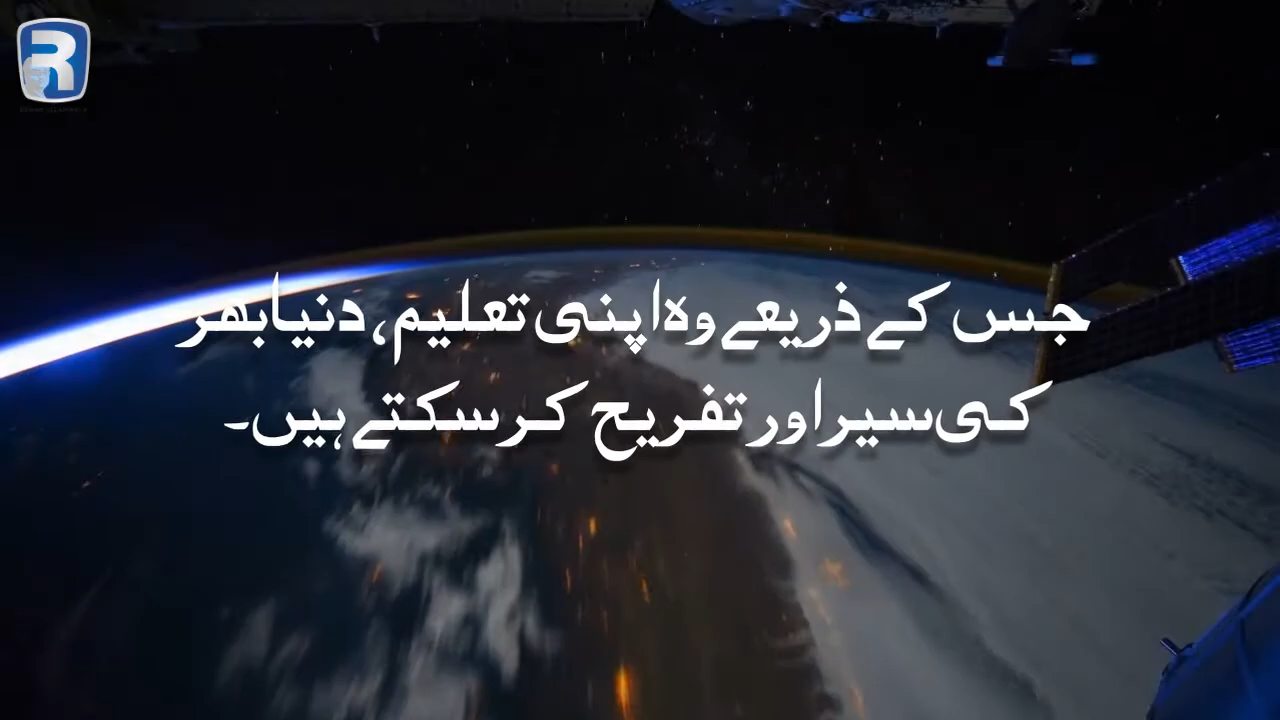 جس کے ذریعے وہ اپنی تعلیم، دنیا بھر
کی سیر اور تفریح کر سکتے ہیں۔